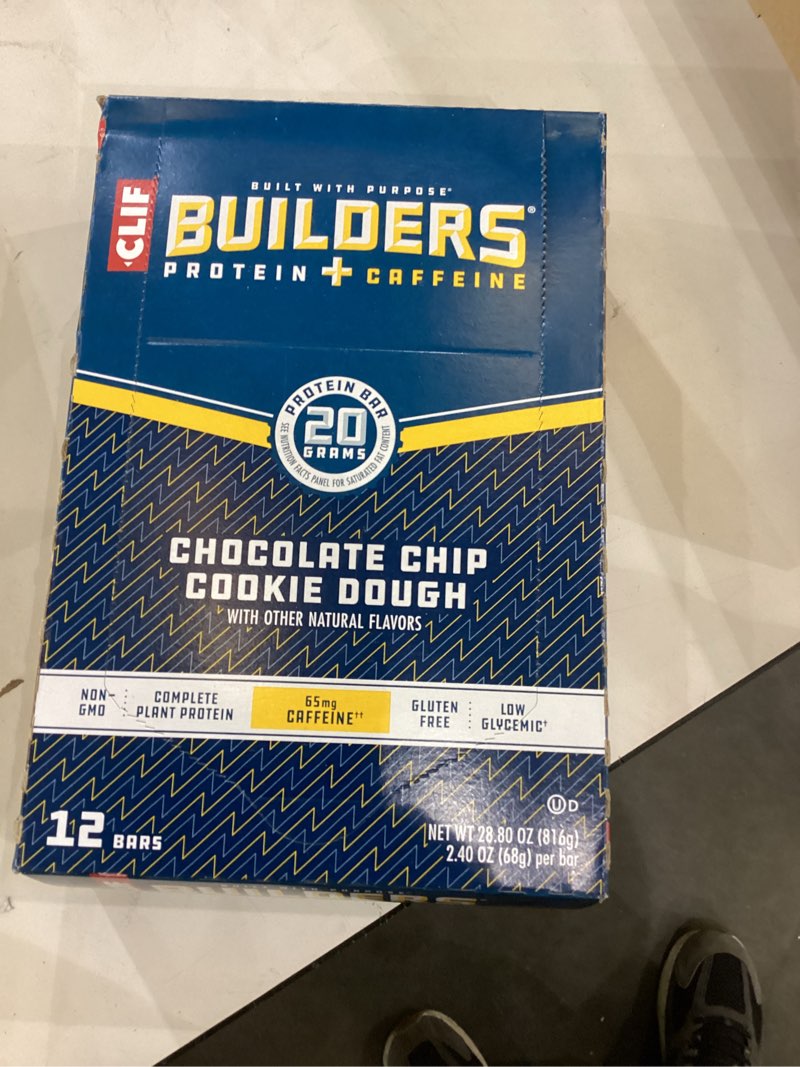 CLIF
BUILT WITH PURPOSE®
BUILDERS®
PROTEIN + CAFFEINE
PROTEIN BAR
20
GRAMS
SEE NUTRITION FACTS PANEL FOR SATURATED FAT CONTENT
CHOCOLATE CHIP
COOKIE DOUGH
WITH OTHER NATURAL FLAVORS
NON-
GMO
COMPLETE
PLANT PROTEIN
65mg
CAFFEINE††
GLUTEN
FREE
LOW
GLYCEMIC†
U D
12 BARS
NET WT 28.80 OZ (816g)
2.40 OZ (68g) per bar